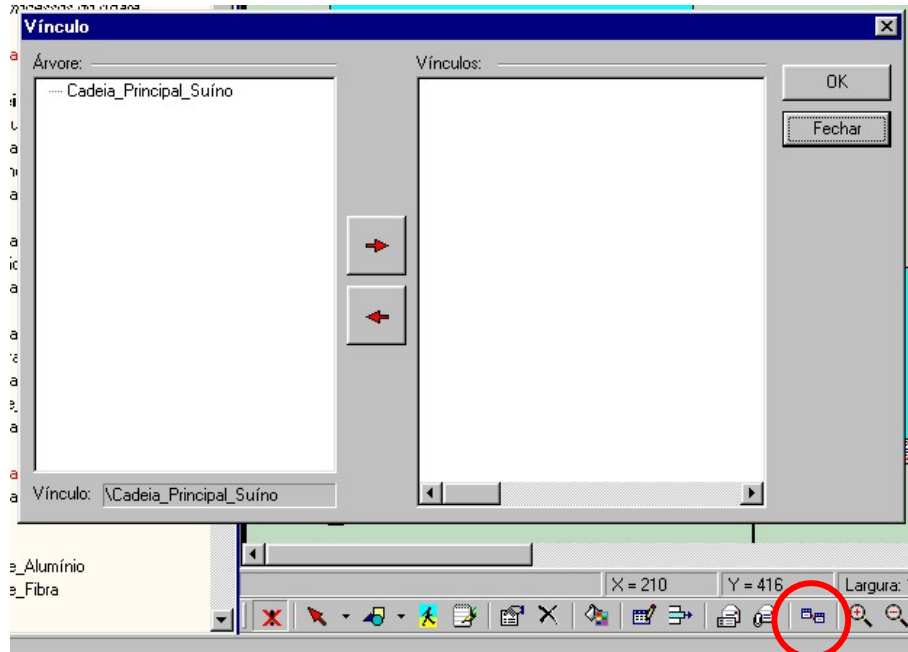 Vínculo
Árvore:
Vínculos:
Cadeia_Principal_Suíno
OK
Fechar
Vínculo: \Cadeia_Principal_Suíno
e_Alumínio
e_Fibra
X = 210
Y = 416
Largura: